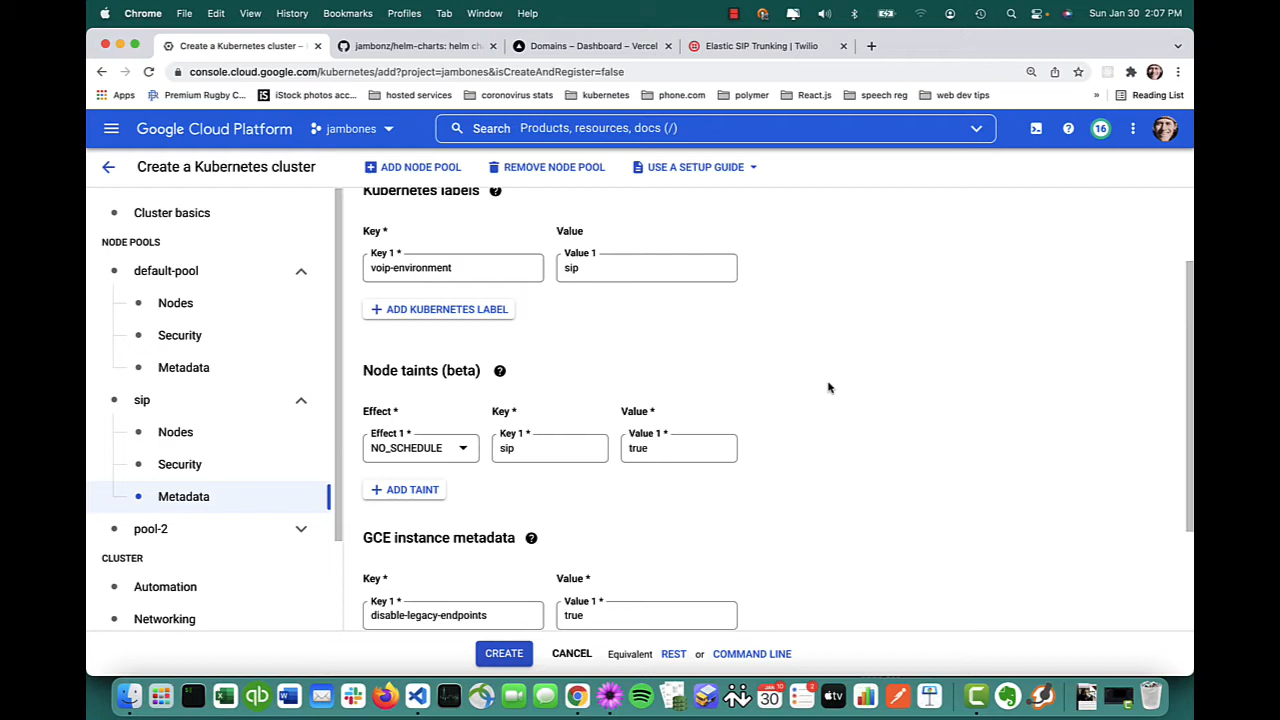 Chrome File Edit View History Bookmarks Profiles Tab Window Help Sun Jan 30 2:07 PM
Create a Kubernetes cluster – jambonz/helm-charts: helm ch Domains – Dashboard – Vercel Elastic SIP Trunking | Twilio
console.cloud.google.com/kubernetes/add?project=jambones&isCreateAndRegister=false
Apps Premium Rugby C... iStock photos acc... hosted services coronovirus stats kubernetes phone.com polymer React.js speech reg web dev tips » Reading List
Google Cloud Platform jambones Search Products, resources, docs (/) 16
Create a Kubernetes cluster ADD NODE POOL REMOVE NODE POOL USE A SETUP GUIDE
Cluster basics
NODE POOLS
default-pool
Nodes
Security
Metadata
sip
Nodes
Security
Metadata
pool-2
CLUSTER
Automation
Networking
Kubernetes labels
Key * Value
Key 1 * Value 1
voip-environment sip
ADD KUBERNETES LABEL
Node taints (beta)
Effect * Key * Value *
Effect 1 * Key 1 * Value 1 *
NO_SCHEDULE sip true
ADD TAINT
GCE instance metadata
Key * Value *
Key 1 * Value 1 *
disable-legacy-endpoints true
CREATE CANCEL Equivalent REST or COMMAND LINE